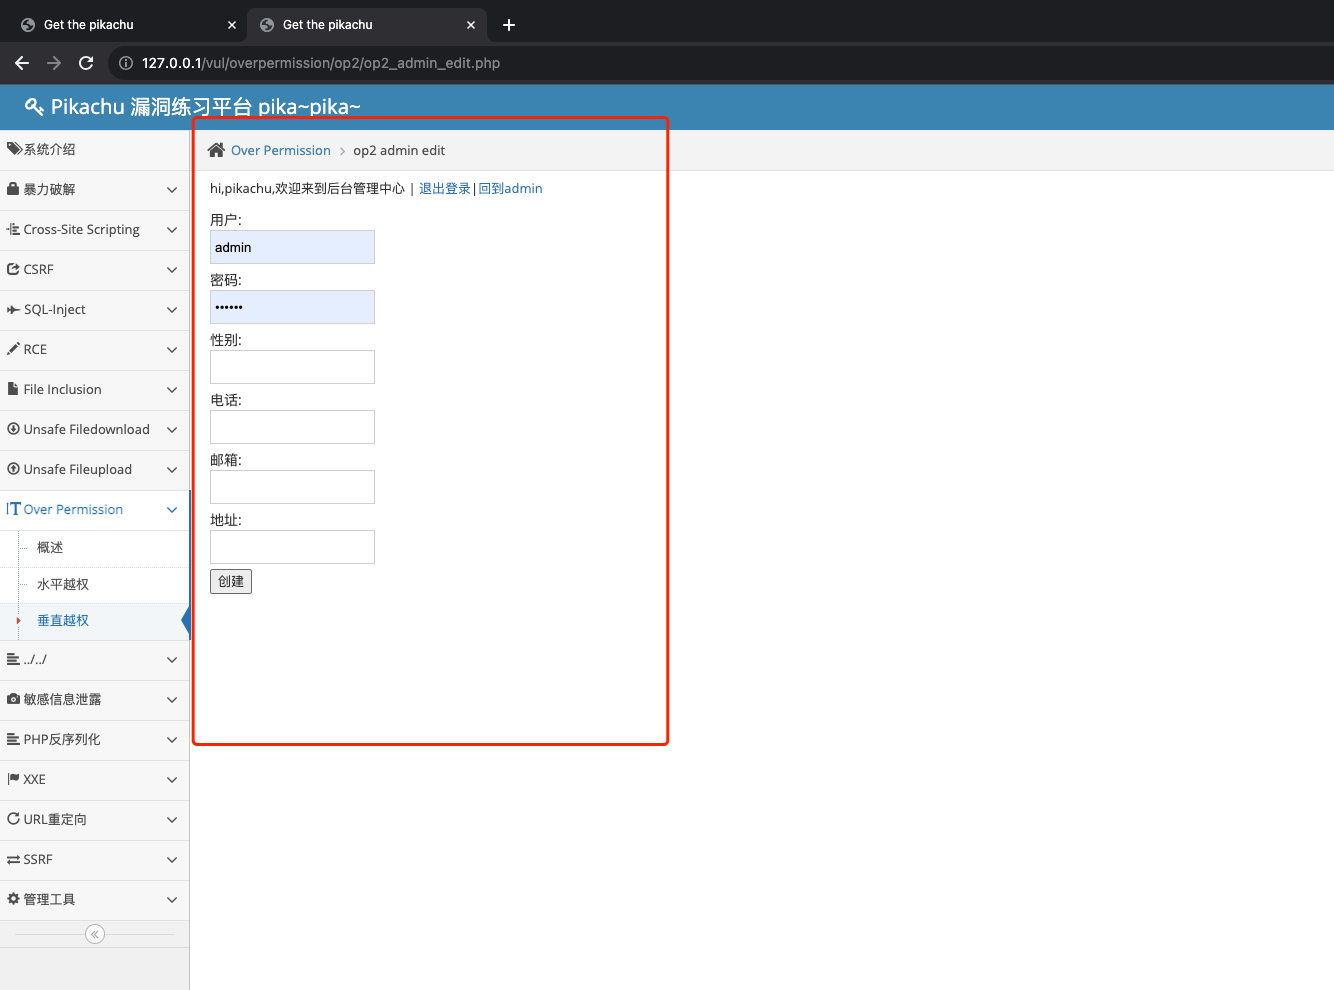 Get the pikachu
Get the pikachu
127.0.0.1/vul/overpermission/op2/op2_admin_edit.php
Pikachu 漏洞练习平台 pika~pika~
系统介绍
暴力破解
Cross-Site Scripting
CSRF
SQL-Inject
RCE
File Inclusion
Unsafe Filedownload
Unsafe Fileupload
Over Permission
概述
水平越权
垂直越权
../../
敏感信息泄露
PHP反序列化
XXE
URL重定向
SSRF
管理工具
Over Permission > op2 admin edit
hi,pikachu,欢迎来到后台管理中心 | 退出登录|回到admin
用户:
admin
密码:
••••••
性别:
电话:
邮箱:
地址:
创建